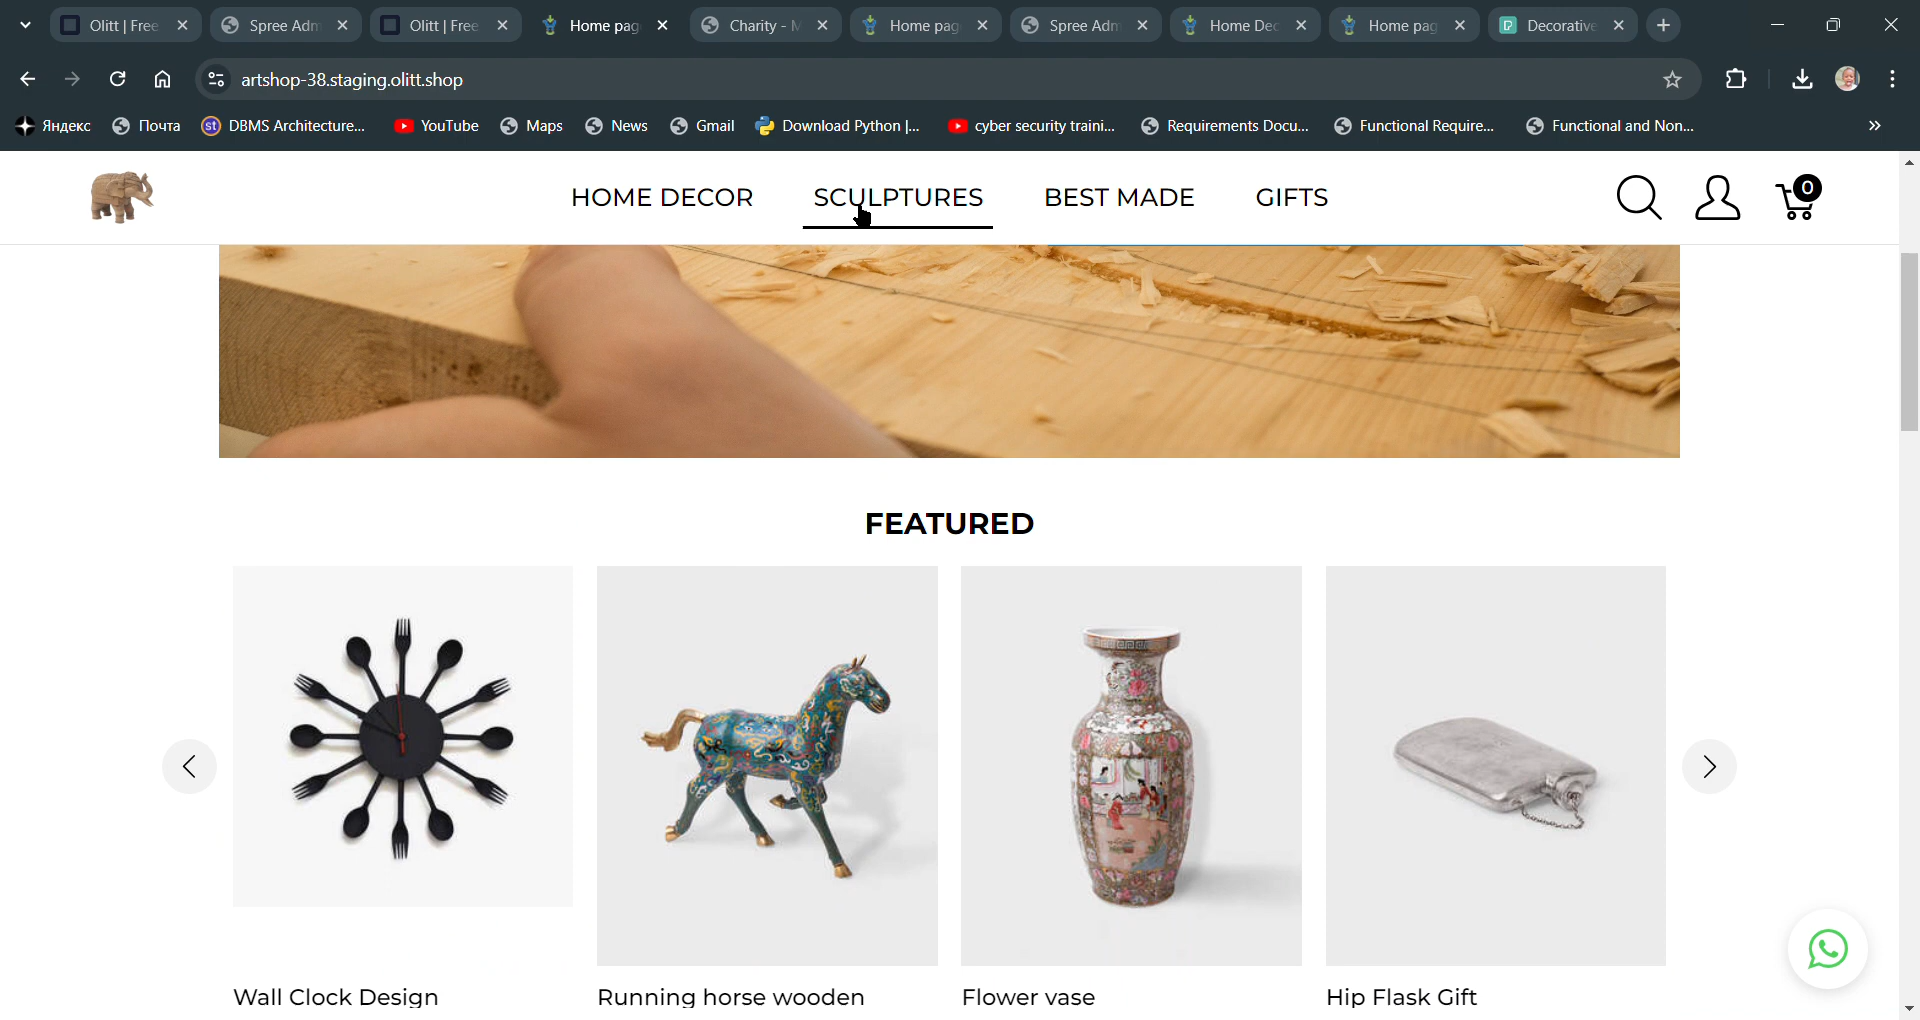 Olitt | Free
Spree Adm
Olitt | Free
Home pag
Charity - M
Home pag
Spree Adm
Home Dec
Home pag
Decorative
artshop-38.staging.olitt.shop
Яндекс
Почта
DBMS Architecture...
YouTube
Maps
News
Gmail
Download Python |...
cyber security traini...
Requirements Docu...
Functional Require...
Functional and Non...
HOME DECOR
SCULPTURES
BEST MADE
GIFTS
0
FEATURED
Wall Clock Design
Running horse wooden
Flower vase
Hip Flask Gift